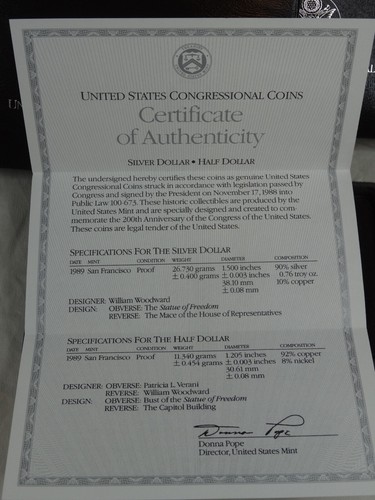 UNITED STATES CONGRESSIONAL COINS
Certificate
of Authenticity
SILVER DOLLAR • HALF DOLLAR
The undersigned hereby certifies these coins as genuine United States
Congressional Coins struck in accordance with legislation passed by
Congress and signed by the President on November 17, 1988 into
Public Law 100-673. These historic collectibles are produced by the
United States Mint and are specially designed and created to com-
memorate the 200th Anniversary of the Congress of the United States.
These coins are legal tender of the United States.
SPECIFICATIONS FOR THE SILVER DOLLAR
DATE MINT CONDITION WEIGHT DIAMETER COMPOSITION
1989 San Francisco Proof 26.730 grams 1.500 inches 90% silver
± 0.400 grams ± 0.003 inches 0.76 troy oz.
38.10 mm 10% copper
± 0.08 mm
DESIGNER: William Woodward
DESIGN: OBVERSE: The Statue of Freedom
REVERSE: The Mace of the House of Representatives
SPECIFICATIONS FOR THE HALF DOLLAR
DATE MINT CONDITION WEIGHT DIAMETER COMPOSITION
1989 San Francisco Proof 11.340 grams 1.205 inches 92% copper
± 0.454 grams ± 0.003 inches 8% nickel
30.61 mm
± 0.08 mm
DESIGNER: OBVERSE: Patricia L. Verani
REVERSE: William Woodward
DESIGN: OBVERSE: Bust of the Statue of Freedom
REVERSE: The Capitol Building
Donna Pope
Donna Pope
Director, United States Mint